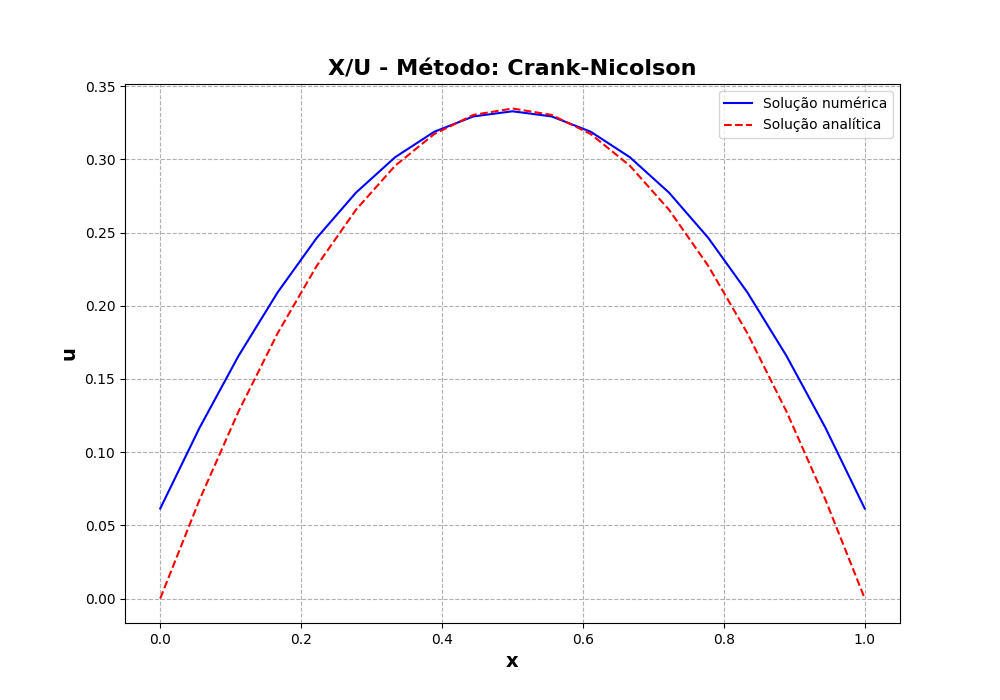 X/U - Método: Crank-Nicolson
Solução numérica
Solução analítica
0.35
0.30
0.25
0.20
0.15
0.10
0.05
0.00
u
0.0 0.2 0.4 0.6 0.8 1.0
x